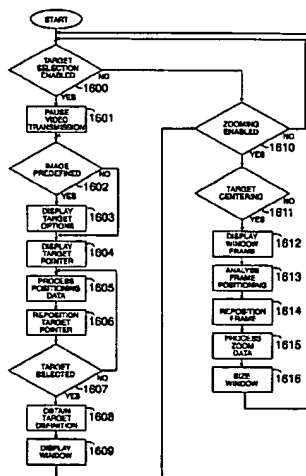 START
TARGET
SELECTION
ENABLED
NO
1600
YES
PAUSE
VIDEO
TRANSMISSION
1601
IMAGE
PREDEFINED
NO
1602
YES
DISPLAY
TARGET
OPTIONS
1603
DISPLAY
TARGET
POINTER
1604
PROCESS
POSITIONING
DATA
1605
REPOSITION
TARGET
POINTER
1606
TARGET
SELECTED
NO
1607
YES
OBTAIN
TARGET
DEFINITION
1608
DISPLAY
WINDOW
1609
ZOOMING
ENABLED
NO
1610
YES
TARGET
CENTERING
NO
1611
YES
DISPLAY
WINDOW
FRAME
1612
ANALYSIS
FRAME
POSITIONING
1613
REPOSITION
FRAME
1614
PROCESS
ZOOM
DATA
1615
SIZE
WINDOW
1616